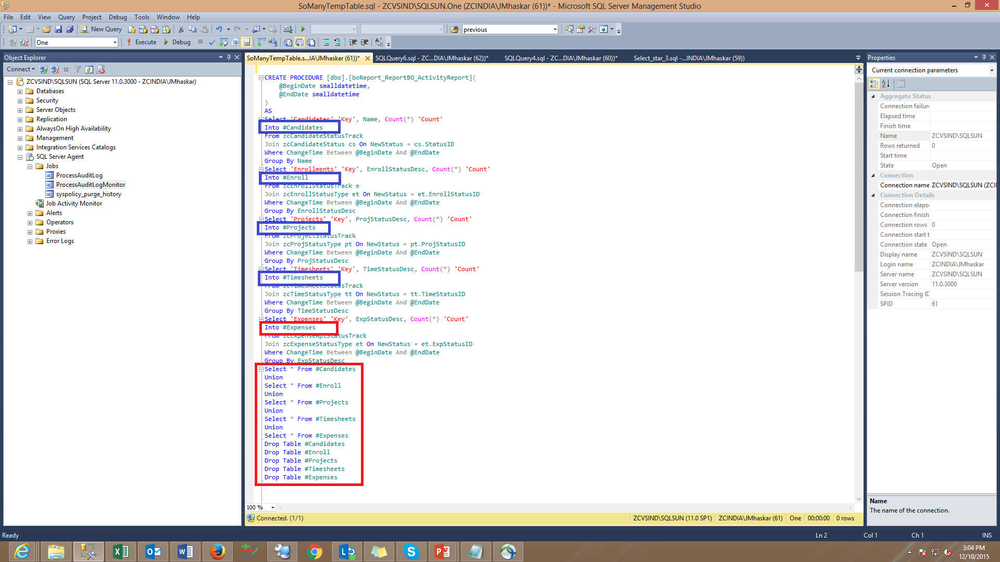 SoManyTempTable.sql - ZCVSIND\SQLSUN.One (ZCINDIA\JMhaskar (61))* - Microsoft SQL Server Management Studio
File Edit View Query Project Debug Tools Window Help
New Query
previous
One
Execute
Debug
Object Explorer
Connect
ZCVSIND\SQLSUN (SQL Server 11.0.3000 - ZCINDIA\JMhaskar)
Databases
Security
Server Objects
Replication
AlwaysOn High Availability
Management
Integration Services Catalogs
SQL Server Agent
Jobs
ProcessAuditLog
ProcessAuditLogMonitor
syspolicy_purge_history
Job Activity Monitor
Alerts
Operators
Proxies
Error Logs
SoManyTempTable.s...IA\JMhaskar (61))* SQLQuery6.sql - ZC...DIA\JMhaskar (62))* SQLQuery4.sql - ZC...DIA\JMhaskar (60))* Select_star_3.sql -...INDIA\JMhaskar (59))
CREATE PROCEDURE [dbo].[boReport_ReportBO_ActivityReport](
@BeginDate smalldatetime,
@EndDate smalldatetime
)
AS
Select 'Candidates' 'Key', Name, Count(*) 'Count'
Into #Candidates
From zcCandidateStatusTrack
Join zcCandidateStatus cs On NewStatus = cs.StatusID
Where ChangeTime Between @BeginDate And @EndDate
Group By Name
Select 'Enrollments' 'Key', EnrollStatusDesc, Count(*) 'Count'
Into #Enroll
From zcEnrollStatusTrack e
Join zcEnrollStatusType et On NewStatus = et.EnrollStatusID
Where ChangeTime Between @BeginDate And @EndDate
Group By EnrollStatusDesc
Select 'Projects' 'Key', ProjStatusDesc, Count(*) 'Count'
Into #Projects
From zcProjectStatusTrack
Join zcProjStatusType pt On NewStatus = pt.ProjStatusID
Where ChangeTime Between @BeginDate And @EndDate
Group By ProjStatusDesc
Select 'Timesheets' 'Key', TimeStatusDesc, Count(*) 'Count'
Into #Timesheets
From zcTimeSheetStatusTrack
Join zcTimeStatusType tt On NewStatus = tt.TimeStatusID
Where ChangeTime Between @BeginDate And @EndDate
Group By TimeStatusDesc
Select 'Expenses' 'Key', ExpStatusDesc, Count(*) 'Count'
Into #Expenses
From zcExpenseRptStatusTrack
Join zcExpenseStatusType et On NewStatus = et.ExpStatusID
Where ChangeTime Between @BeginDate And @EndDate
Group By ExpStatusDesc
Select * From #Candidates
Union
Select * From #Enroll
Union
Select * From #Projects
Union
Select * From #Timesheets
Union
Select * From #Expenses
Drop Table #Candidates
Drop Table #Enroll
Drop Table #Projects
Drop Table #Timesheets
Drop Table #Expenses
100 %
Connected. (1/1)
ZCVSIND\SQLSUN (11.0 SP1) ZCINDIA\JMhaskar (61) One 00:00:00 0 rows
Properties
Current connection parameters
Aggregate Status
Connection failure
Elapsed time
Finish time
Name ZCVSIND\SQLSUN
Rows returned 0
Start time
State Open
Connection
Connection name ZCVSIND\SQLSUN (ZCI
Connection Details
Connection elaps
Connection finish
Connection rows 0
Connection start t
Connection state Open
Display name ZCVSIND\SQLSUN
Login name ZCINDIA\JMhaskar
Server name ZCVSIND\SQLSUN
Server version 11.0.3000
Session Tracing ID
SPID 61
Name
The name of the connection.
Ready
Ln 2 Col 1 Ch 1 INS
3:04 PM
12/10/2015